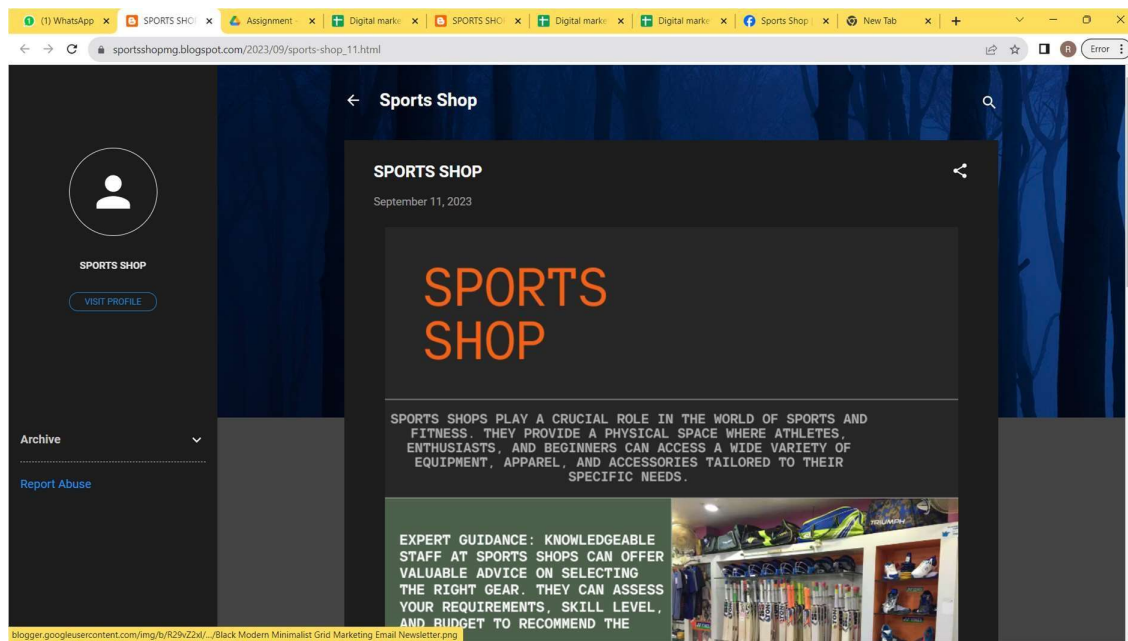 (1) WhatsApp
SPORTS SHO
Assignment -
Digital marke
SPORTS SHO
Digital marke
Digital marke
Sports Shop |
New Tab
sportsshopmg.blogspot.com/2023/09/sports-shop_11.html
R
Error
Sports Shop
SPORTS SHOP
VISIT PROFILE
Archive
Report Abuse
SPORTS SHOP
September 11, 2023
SPORTS
SHOP
SPORTS SHOPS PLAY A CRUCIAL ROLE IN THE WORLD OF SPORTS AND
FITNESS. THEY PROVIDE A PHYSICAL SPACE WHERE ATHLETES,
ENTHUSIASTS, AND BEGINNERS CAN ACCESS A WIDE VARIETY OF
EQUIPMENT, APPAREL, AND ACCESSORIES TAILORED TO THEIR
SPECIFIC NEEDS.
EXPERT GUIDANCE: KNOWLEDGEABLE
STAFF AT SPORTS SHOPS CAN OFFER
VALUABLE ADVICE ON SELECTING
THE RIGHT GEAR. THEY CAN ASSESS
YOUR REQUIREMENTS, SKILL LEVEL,
AND BUDGET TO RECOMMEND THE
TRIUMPH
blogger.googleusercontent.com/img/b/R29vZ2xl/.../Black Modern Minimalist Grid Marketing Email Newsletter.png